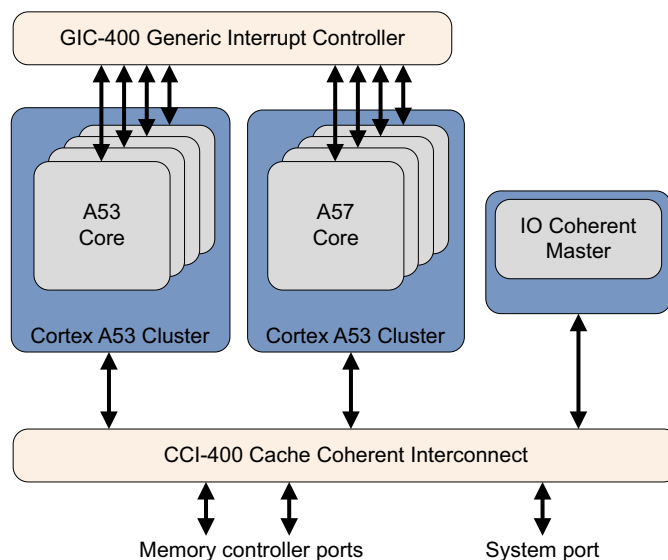 GIC-400 Generic Interrupt Controller
A53
Core
A57
Core
IO Coherent
Master
Cortex A53 Cluster
Cortex A53 Cluster
CCI-400 Cache Coherent Interconnect
Memory controller ports
System port